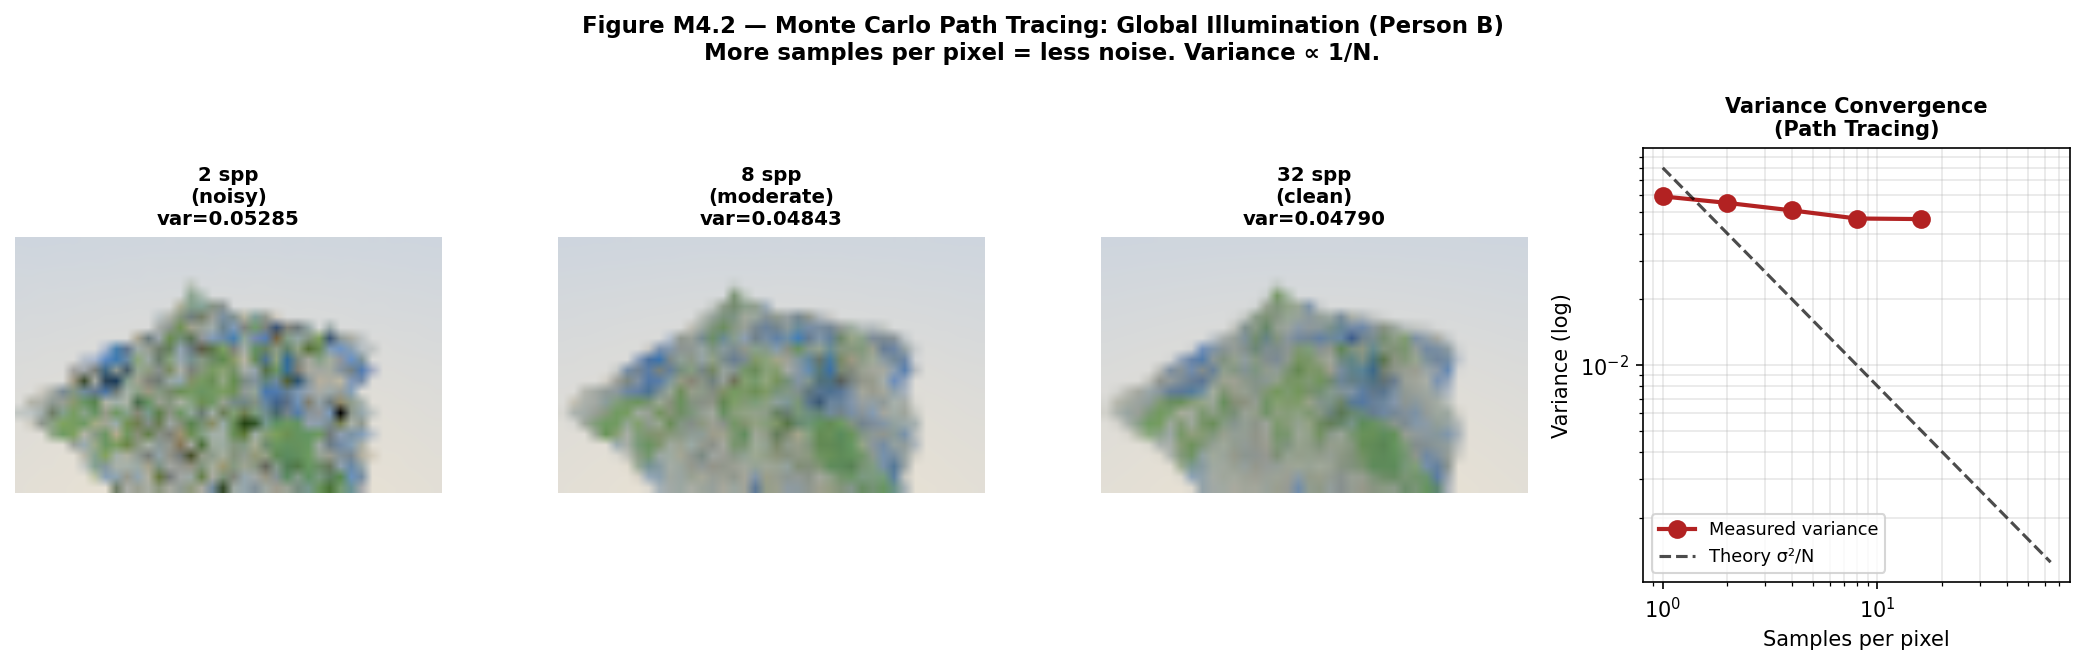 Figure M4.2 — Monte Carlo Path Tracing: Global Illumination (Person B)
More samples per pixel = less noise. Variance ∝ 1/N.
2 spp
(noisy)
var=0.05285
8 spp
(moderate)
var=0.04843
32 spp
(clean)
var=0.04790
Variance Convergence
(Path Tracing)
Variance (log)
10⁻²
Measured variance
Theory σ²/N
10⁰
10¹
Samples per pixel